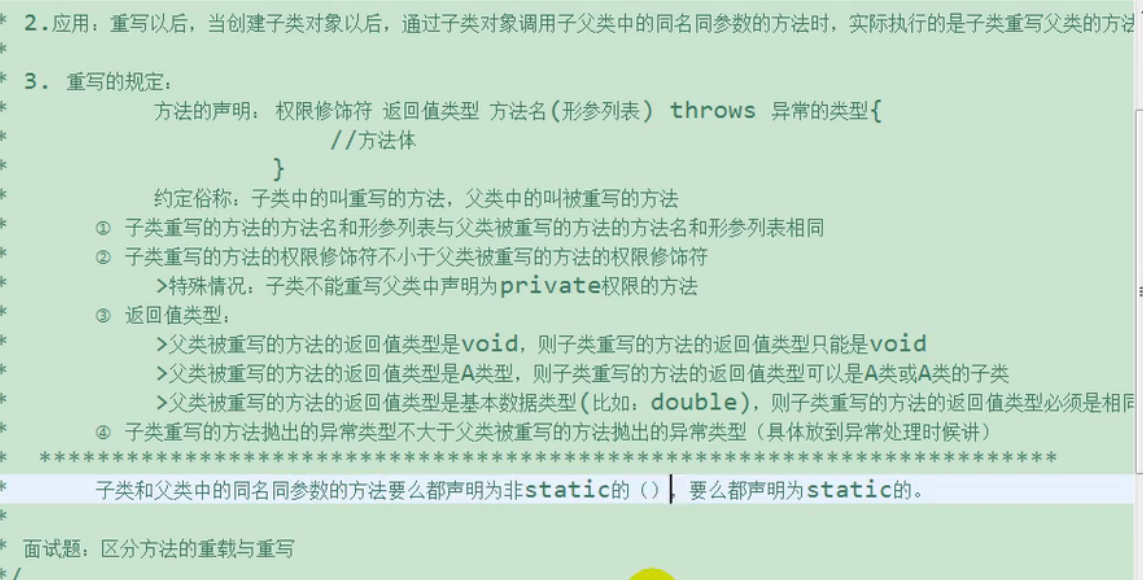 * 2.应用：重写以后，当创建子类对象以后，通过子类对象调用子父类中的同名同参数的方法时，实际执行的是子类重写父类的方法
*
* 3. 重写的规定：
* 方法的声明： 权限修饰符 返回值类型 方法名(形参列表) throws 异常的类型{
* //方法体
* }
* 约定俗称：子类中的叫重写的方法，父类中的叫被重写的方法
* ① 子类重写的方法的方法名和形参列表与父类被重写的方法的方法名和形参列表相同
* ② 子类重写的方法的权限修饰符不小于父类被重写的方法的权限修饰符
* >特殊情况：子类不能重写父类中声明为private权限的方法
* ③ 返回值类型：
* >父类被重写的方法的返回值类型是void，则子类重写的方法的返回值类型只能是void
* >父类被重写的方法的返回值类型是A类型，则子类重写的方法的返回值类型可以是A类或A类的子类
* >父类被重写的方法的返回值类型是基本数据类型(比如：double)，则子类重写的方法的返回值类型必须是相同
* ④ 子类重写的方法抛出的异常类型不大于父类被重写的方法抛出的异常类型（具体放到异常处理时候讲）
* **********************************************************************
* 子类和父类中的同名同参数的方法要么都声明为非static的（），要么都声明为static的。
*
* 面试题：区分方法的重载与重写
*/